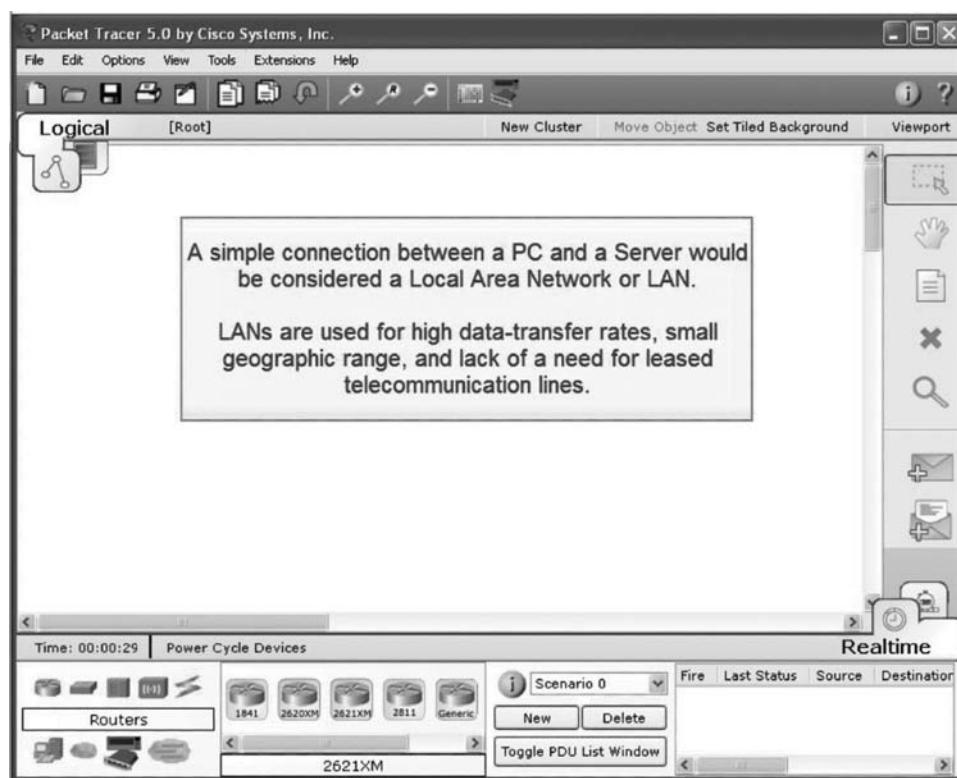 Packet Tracer 5.0 by Cisco Systems, Inc.
File Edit Options View Tools Extensions Help
Logical [Root] New Cluster Move Object Set Tiled Background Viewport
A simple connection between a PC and a Server would
be considered a Local Area Network or LAN.
LANs are used for high data-transfer rates, small
geographic range, and lack of a need for leased
telecommunication lines.
Time: 00:00:29 Power Cycle Devices Realtime
Routers
1841 2620XM 2621XM 2811 Generic
2621XM
Scenario 0
New Delete
Toggle PDU List Window
Fire Last Status Source Destination